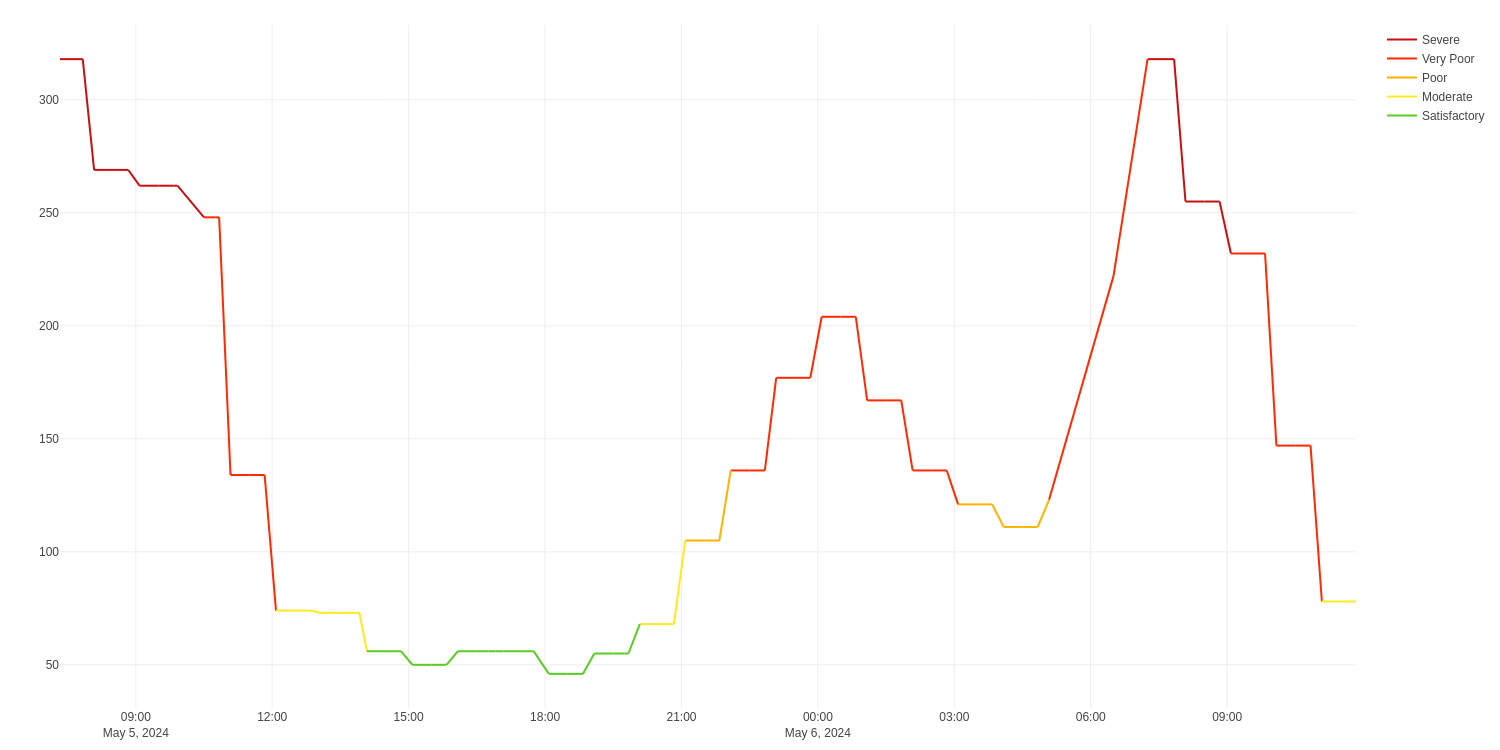 300
250
200
150
100
50
09:00
12:00
15:00
18:00
21:00
00:00
03:00
06:00
09:00
May 5, 2024
May 6, 2024
Severe
Very Poor
Poor
Moderate
Satisfactory